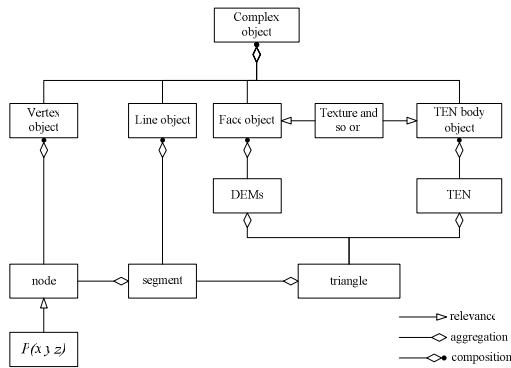 Complex
object
Vertex
object
Line object
Face object
Texture and
so or
TEN body
object
DEMs
TEN
node
segment
triangle
P(x y z)
relevance
aggregation
composition